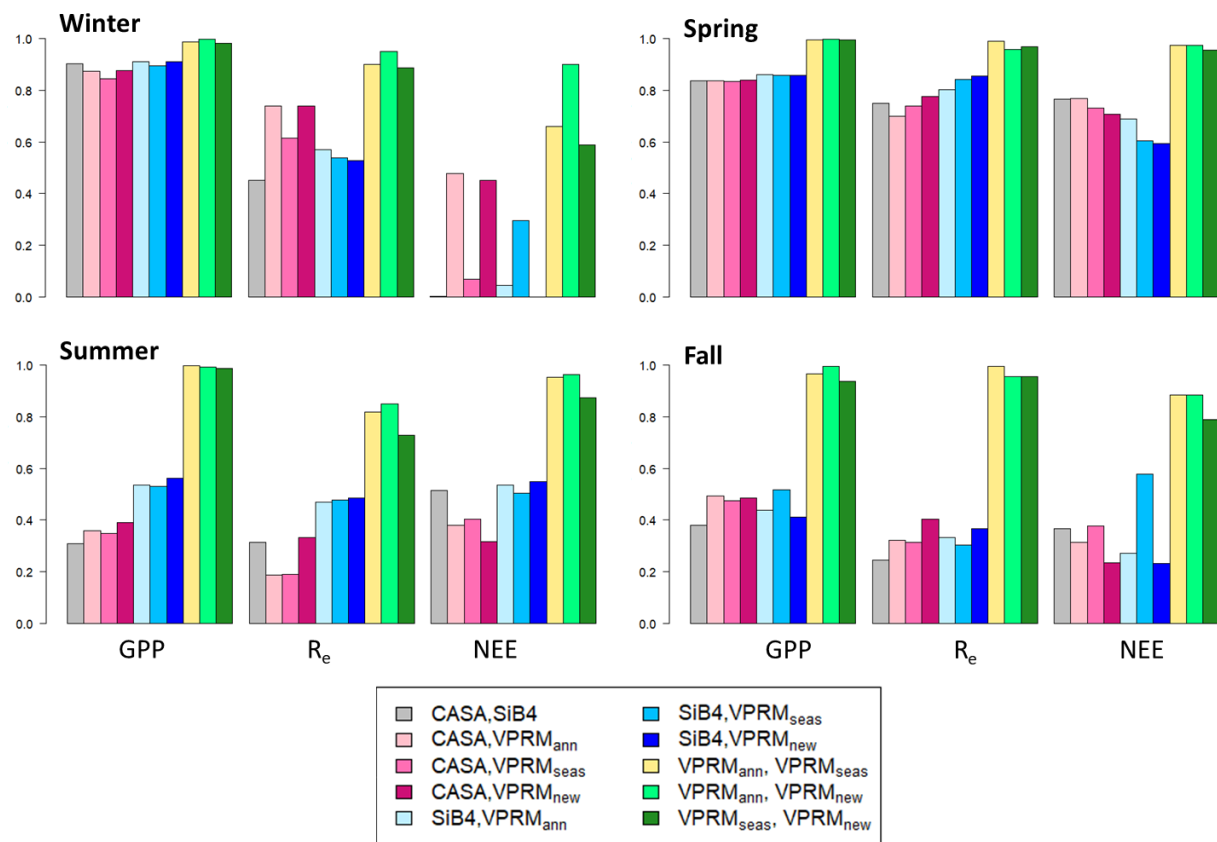 Winter
1.0
0.8
0.6
0.4
0.2
0.0
Spring
1.0
0.8
0.6
0.4
0.2
0.0
Summer
1.0
0.8
0.6
0.4
0.2
0.0
GPP Re NEE
Fall
1.0
0.8
0.6
0.4
0.2
0.0
GPP Re NEE
CASA,SiB4
CASA,VPRMann
CASA,VPRMseas
CASA,VPRMnew
SiB4,VPRMann
SiB4,VPRMseas
SiB4,VPRMnew
VPRMann, VPRMseas
VPRMann, VPRMnew
VPRMseas, VPRMnew